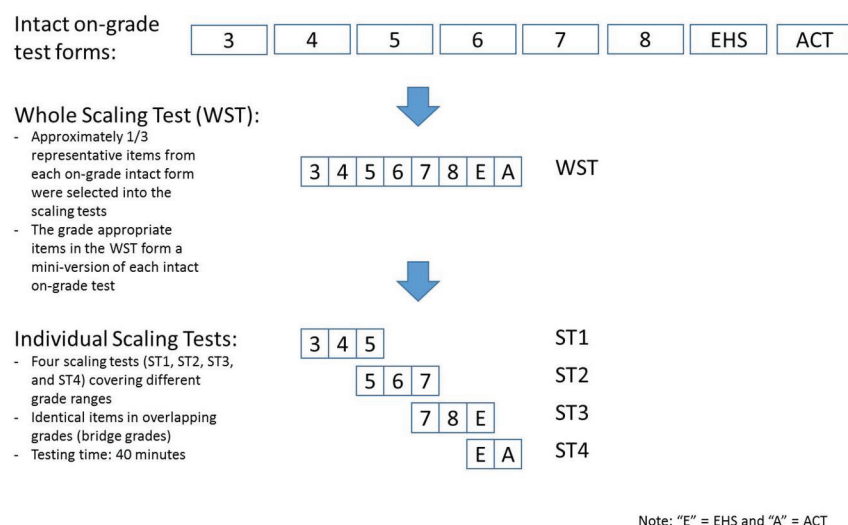 Intact on-grade
test forms:
3 4 5 6 7 8 EHS ACT
Whole Scaling Test (WST):
- Approximately 1/3
representative items from
each on-grade intact form
were selected into the
scaling tests
- The grade appropriate
items in the WST form a
mini-version of each intact
on-grade test
3 4 5 6 7 8 E A WST
Individual Scaling Tests:
- Four scaling tests (ST1, ST2, ST3,
and ST4) covering different
grade ranges
- Identical items in overlapping
grades (bridge grades)
- Testing time: 40 minutes
3 4 5 ST1
5 6 7 ST2
7 8 E ST3
E A ST4
Note: “E” = EHS and “A” = ACT